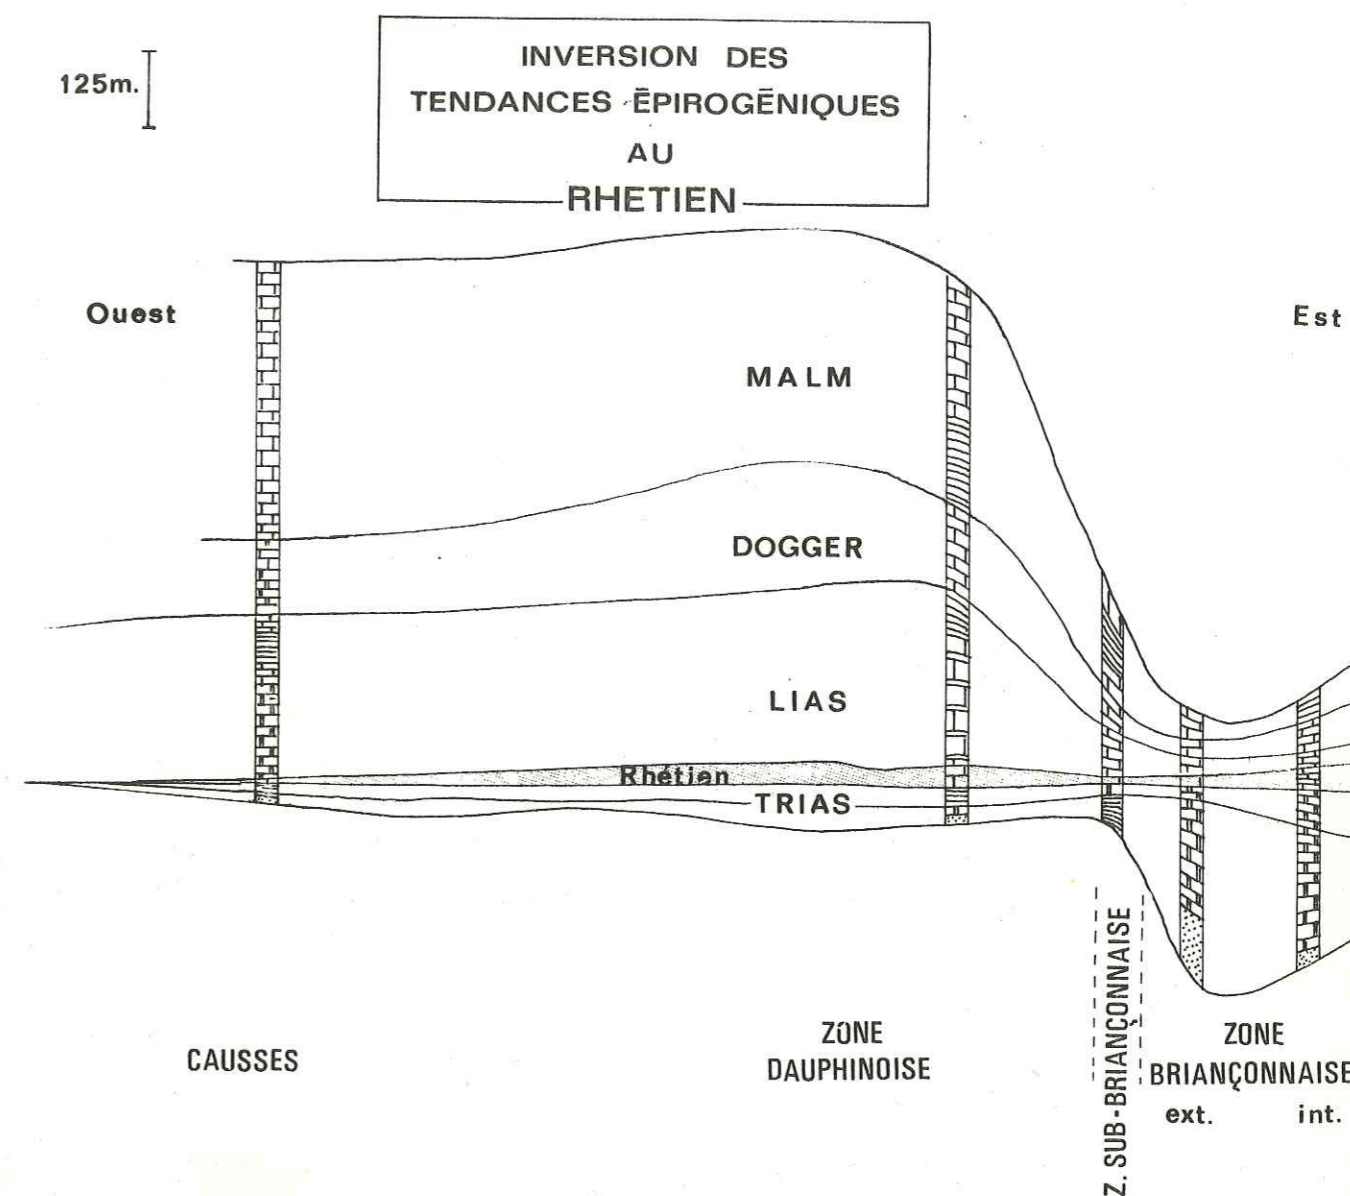 125m.
INVERSION DES
TENDANCES ĒPIROGĒNIQUES
AU
RHETIEN
Ouest
Est
MALM
DOGGER
LIAS
Rhétien
TRIAS
CAUSSES
ZONE
DAUPHINOISE
Z. SUB-BRIANÇONNAISE
ZONE
BRIANÇONNAISE
ext. int.